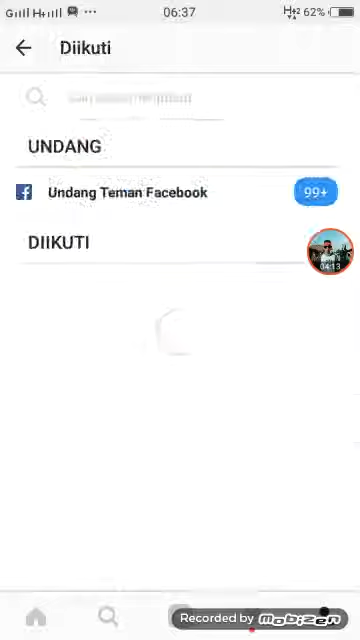 06:37
62%
Diikuti
UNDANG
Undang Teman Facebook
99+
DIIKUTI
04:13
Recorded by mobizen